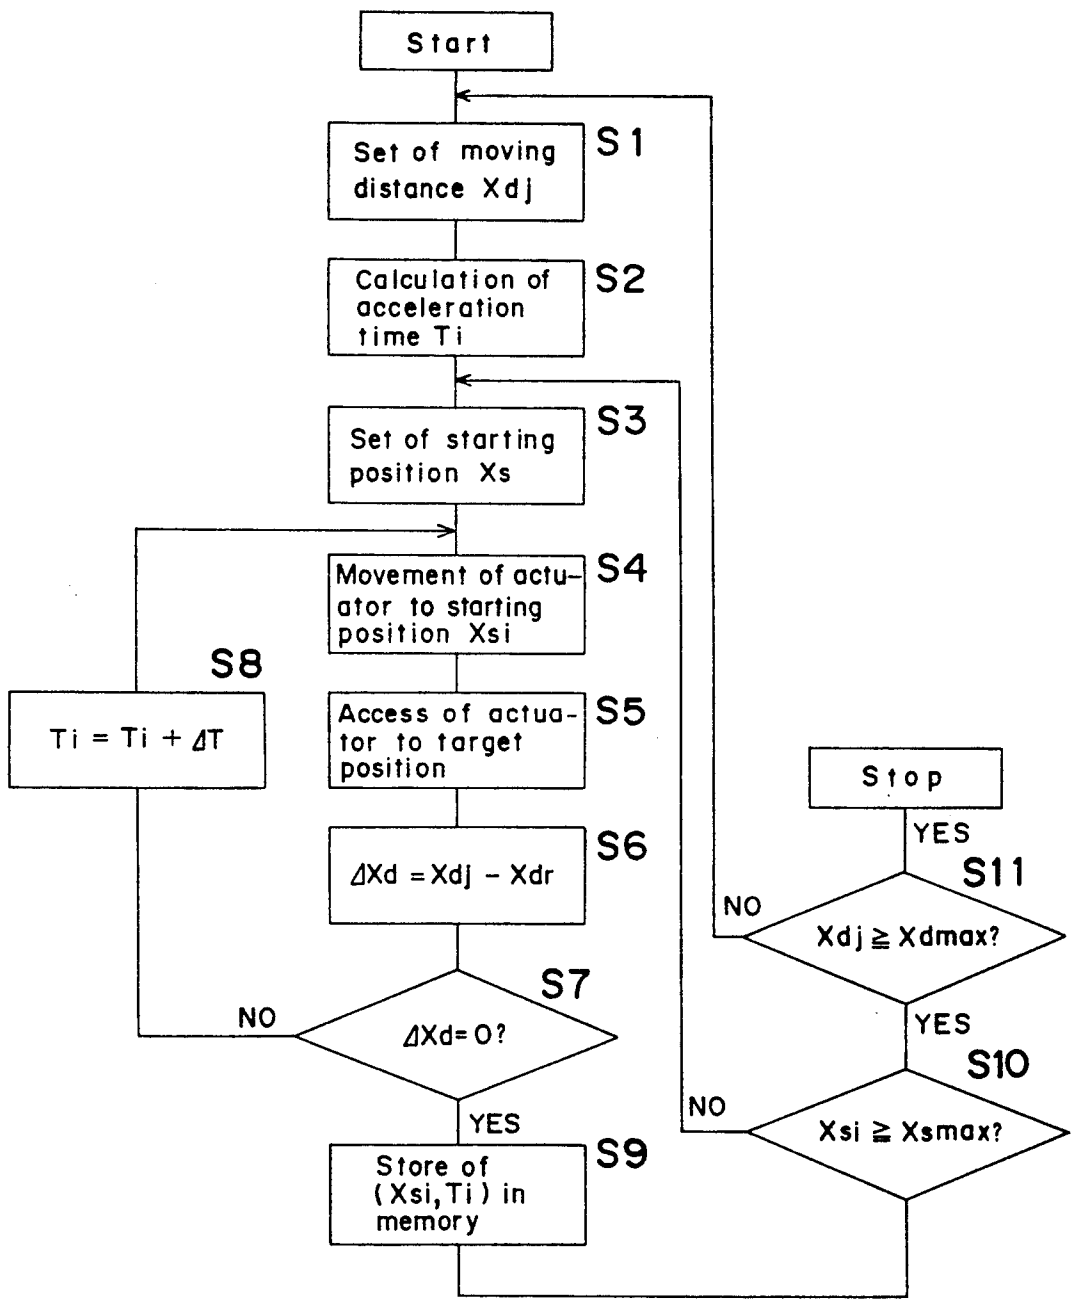 Start
S1
Set of moving
distance Xdj
S2
Calculation of
acceleration
time Ti
S3
Set of starting
position Xs
S4
Movement of actu-
ator to starting
position Xsi
S8
Ti = Ti + ΔT
S5
Access of actua-
tor to target
position
Stop
YES
S6
ΔXd = Xdj - Xdr
S11
NO
Xdj ≧ Xdmax?
S7
NO
ΔXd = 0?
YES
S10
NO
Xsi ≧ Xsmax?
YES
S9
Store of
(Xsi, Ti) in
memory